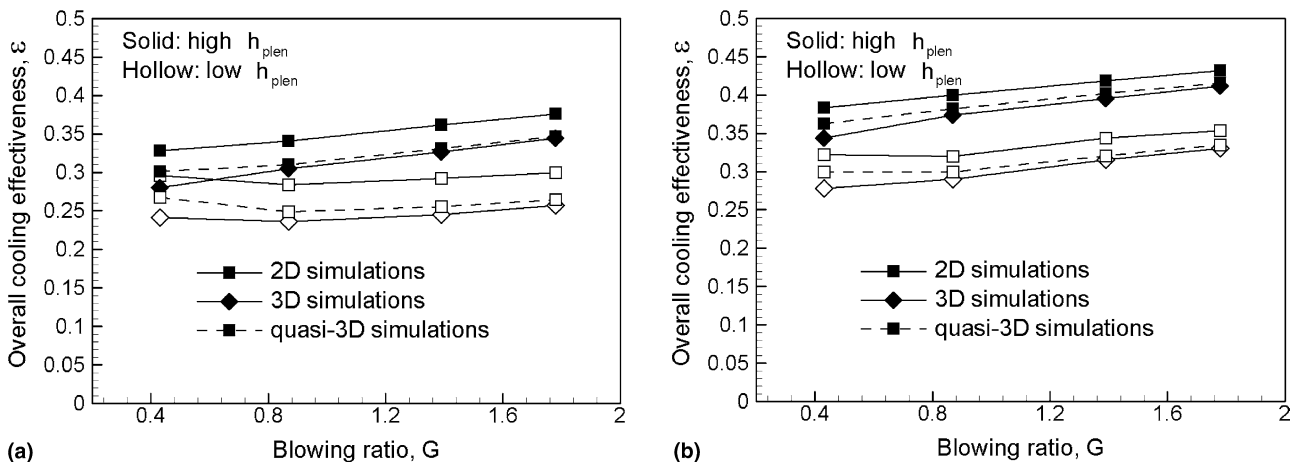 Overall cooling effectiveness, ε
0.5
0.45
0.4
0.35
0.3
0.25
0.2
0.15
0.1
0.05
0
Solid: high h_plen
Hollow: low h_plen
2D simulations
3D simulations
quasi-3D simulations
0.4
0.8
1.2
1.6
2
Blowing ratio, G
(a)
Overall cooling effectiveness, ε
0.5
0.45
0.4
0.35
0.3
0.25
0.2
0.15
0.1
0.05
0
Solid: high h_plen
Hollow: low h_plen
2D simulations
3D simulations
quasi-3D simulations
0.4
0.8
1.2
1.6
2
Blowing ratio, G
(b)